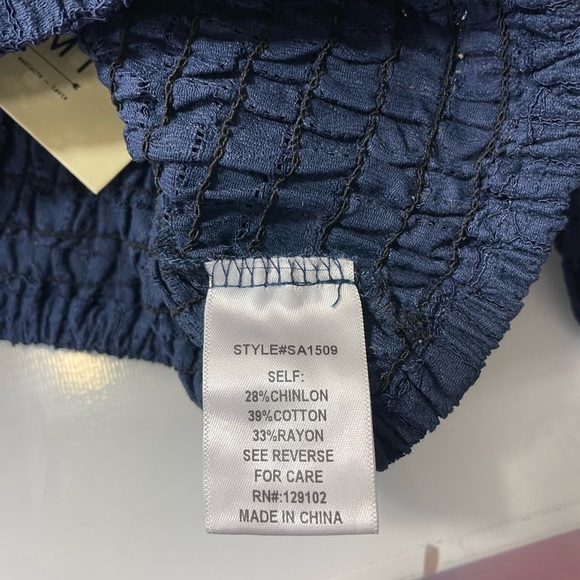 STYLE#SA1509
SELF:
28%CHINLON
39%COTTON
33%RAYON
SEE REVERSE
FOR CARE
RN#:129102
MADE IN CHINA